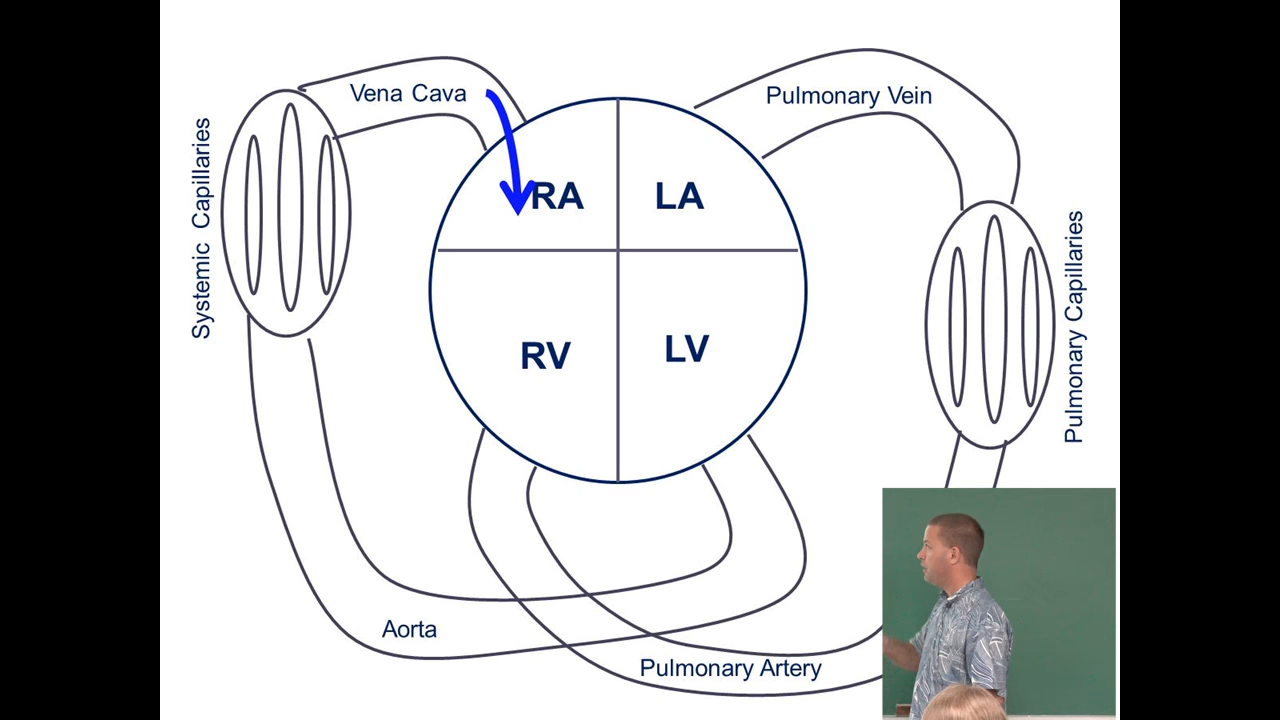 Vena Cava
Pulmonary Vein
Systemic Capillaries
RA
LA
Pulmonary Capillaries
RV
LV
Aorta
Pulmonary Artery